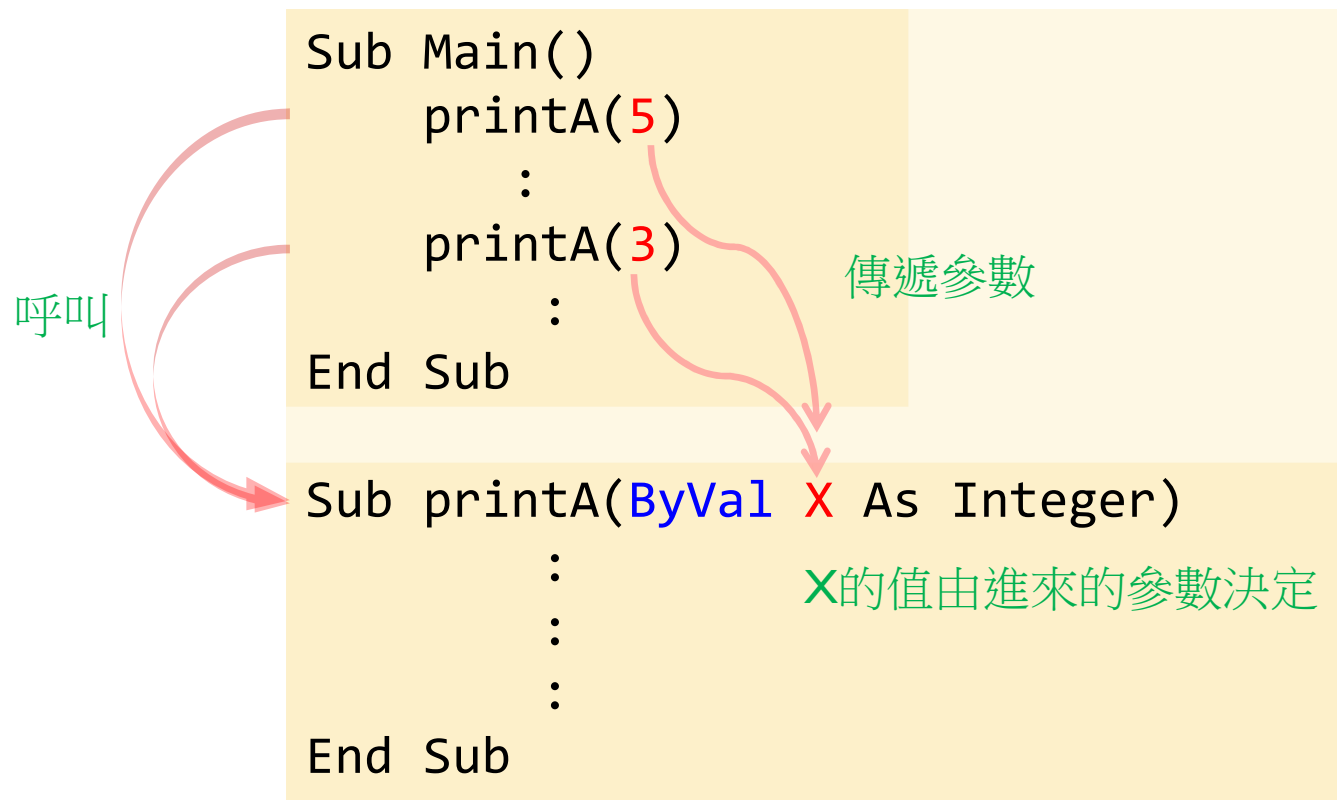 Sub Main()
printA(5)
:
printA(3)
傳遞參數
呼叫
:
End Sub
Sub printA(ByVal X As Integer)
:
X的值由進來的參數決定
:
:
End Sub